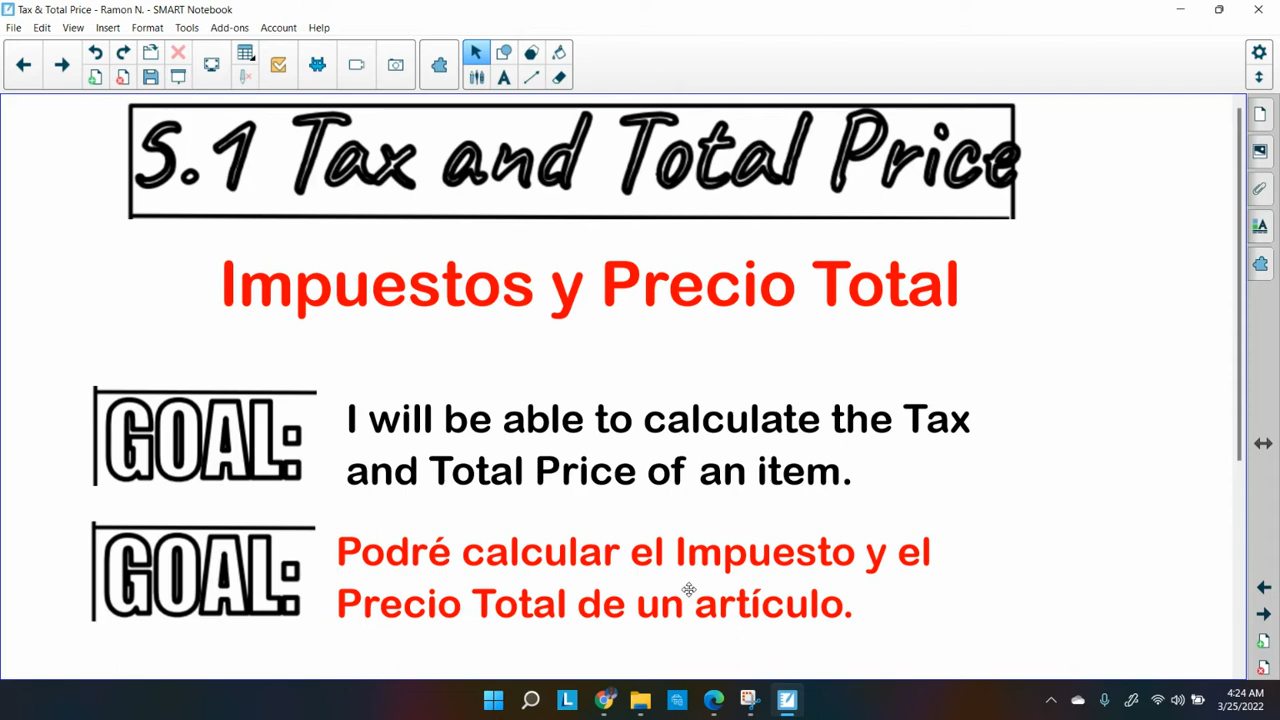 Tax & Total Price - Ramon N. - SMART Notebook
File Edit View Insert Format Tools Add-ons Account Help
5.1 Tax and Total Price
Impuestos y Precio Total
GOAL: I will be able to calculate the Tax
and Total Price of an item.
GOAL: Podré calcular el Impuesto y el
Precio Total de un artículo.
4:24 AM
3/25/2022